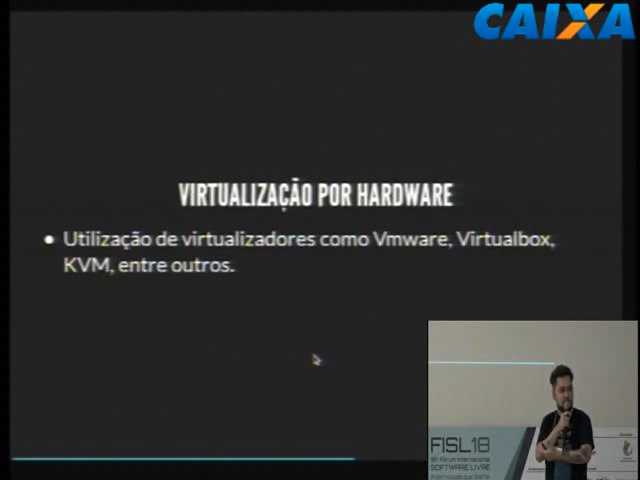 CAIXA
VIRTUALIZAÇÃO POR HARDWARE
• Utilização de virtualizadores como Vmware, Virtualbox,
KVM, entre outros.
FISL18
SOFTWARE LIVRE